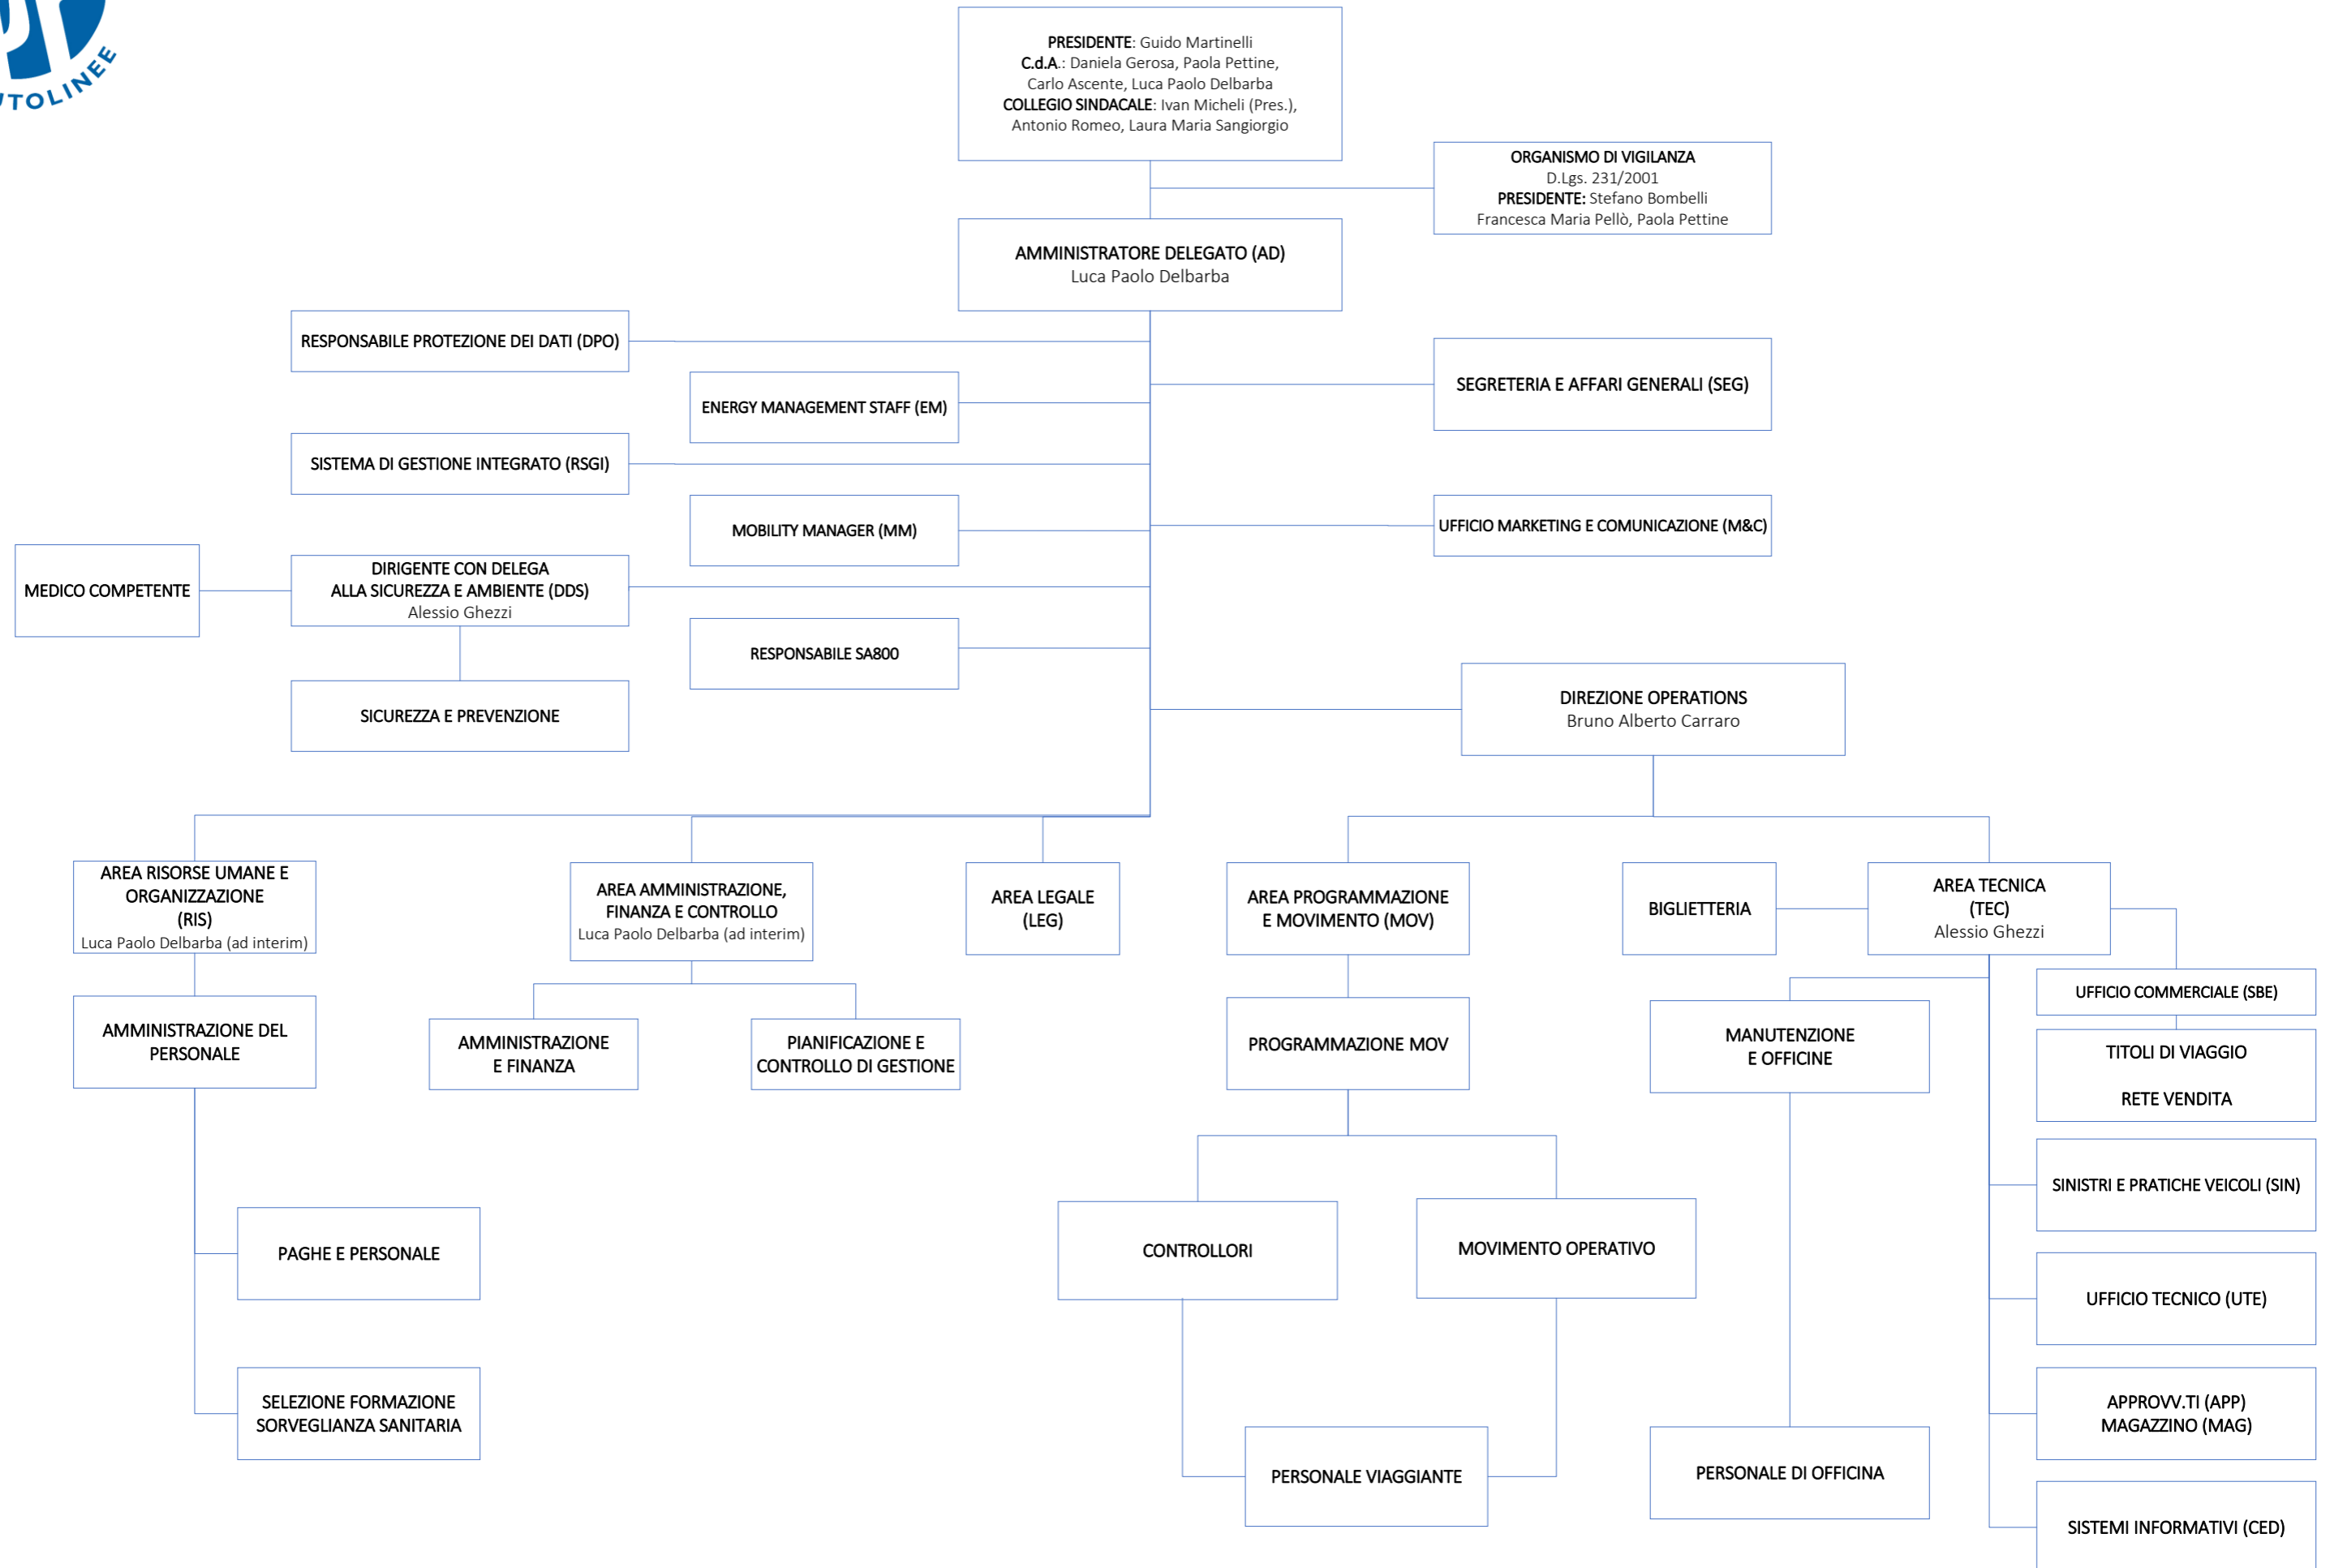 AUTOLINEE
PRESIDENTE: Guido Martinelli
C.d.A.: Daniela Gerosa, Paola Pettine,
Carlo Ascente, Luca Paolo Delbarba
COLLEGIO SINDACALE: Ivan Micheli (Pres.),
Antonio Romeo, Laura Maria Sangiorgio
ORGANISMO DI VIGILANZA
D.Lgs. 231/2001
PRESIDENTE: Stefano Bombelli
Francesca Maria Pellò, Paola Pettine
AMMINISTRATORE DELEGATO (AD)
Luca Paolo Delbarba
RESPONSABILE PROTEZIONE DEI DATI (DPO)
SEGRETERIA E AFFARI GENERALI (SEG)
ENERGY MANAGEMENT STAFF (EM)
SISTEMA DI GESTIONE INTEGRATO (RSGI)
MOBILITY MANAGER (MM)
UFFICIO MARKETING E COMUNICAZIONE (M&C)
MEDICO COMPETENTE
DIRIGENTE CON DELEGA
ALLA SICUREZZA E AMBIENTE (DDS)
Alessio Ghezzi
RESPONSABILE SA800
SICUREZZA E PREVENZIONE
DIREZIONE OPERATIONS
Bruno Alberto Carraro
AREA RISORSE UMANE E
ORGANIZZAZIONE
(RIS)
Luca Paolo Delbarba (ad interim)
AREA AMMINISTRAZIONE,
FINANZA E CONTROLLO
Luca Paolo Delbarba (ad interim)
AREA LEGALE
(LEG)
AREA PROGRAMMAZIONE
E MOVIMENTO (MOV)
BIGLIETTERIA
AREA TECNICA
(TEC)
Alessio Ghezzi
AMMINISTRAZIONE DEL
PERSONALE
AMMINISTRAZIONE
E FINANZA
PIANIFICAZIONE E
CONTROLLO DI GESTIONE
PROGRAMMAZIONE MOV
MANUTENZIONE
E OFFICINE
UFFICIO COMMERCIALE (SBE)
TITOLI DI VIAGGIO
RETE VENDITA
SINISTRI E PRATICHE VEICOLI (SIN)
PAGHE E PERSONALE
CONTROLLORI
MOVIMENTO OPERATIVO
UFFICIO TECNICO (UTE)
SELEZIONE FORMAZIONE
SORVEGLIANZA SANITARIA
APPROVV.TI (APP)
MAGAZZINO (MAG)
PERSONALE VIAGGIANTE
PERSONALE DI OFFICINA
SISTEMI INFORMATIVI (CED)